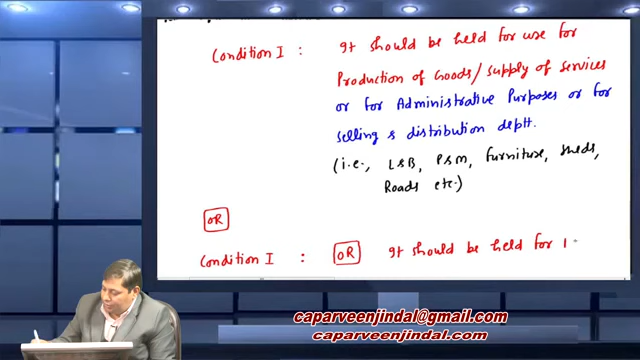 Condition I : It should be held for use for
Production of Goods/Supply of Services
or for Administrative Purposes or for
selling & distribution deptt.
(i.e., L&B, P&M, Furniture, Sheds,
Roads etc.)
OR
Condition I : OR It should be held for
caparveenjindal@gmail.com
caparveenjindal.com